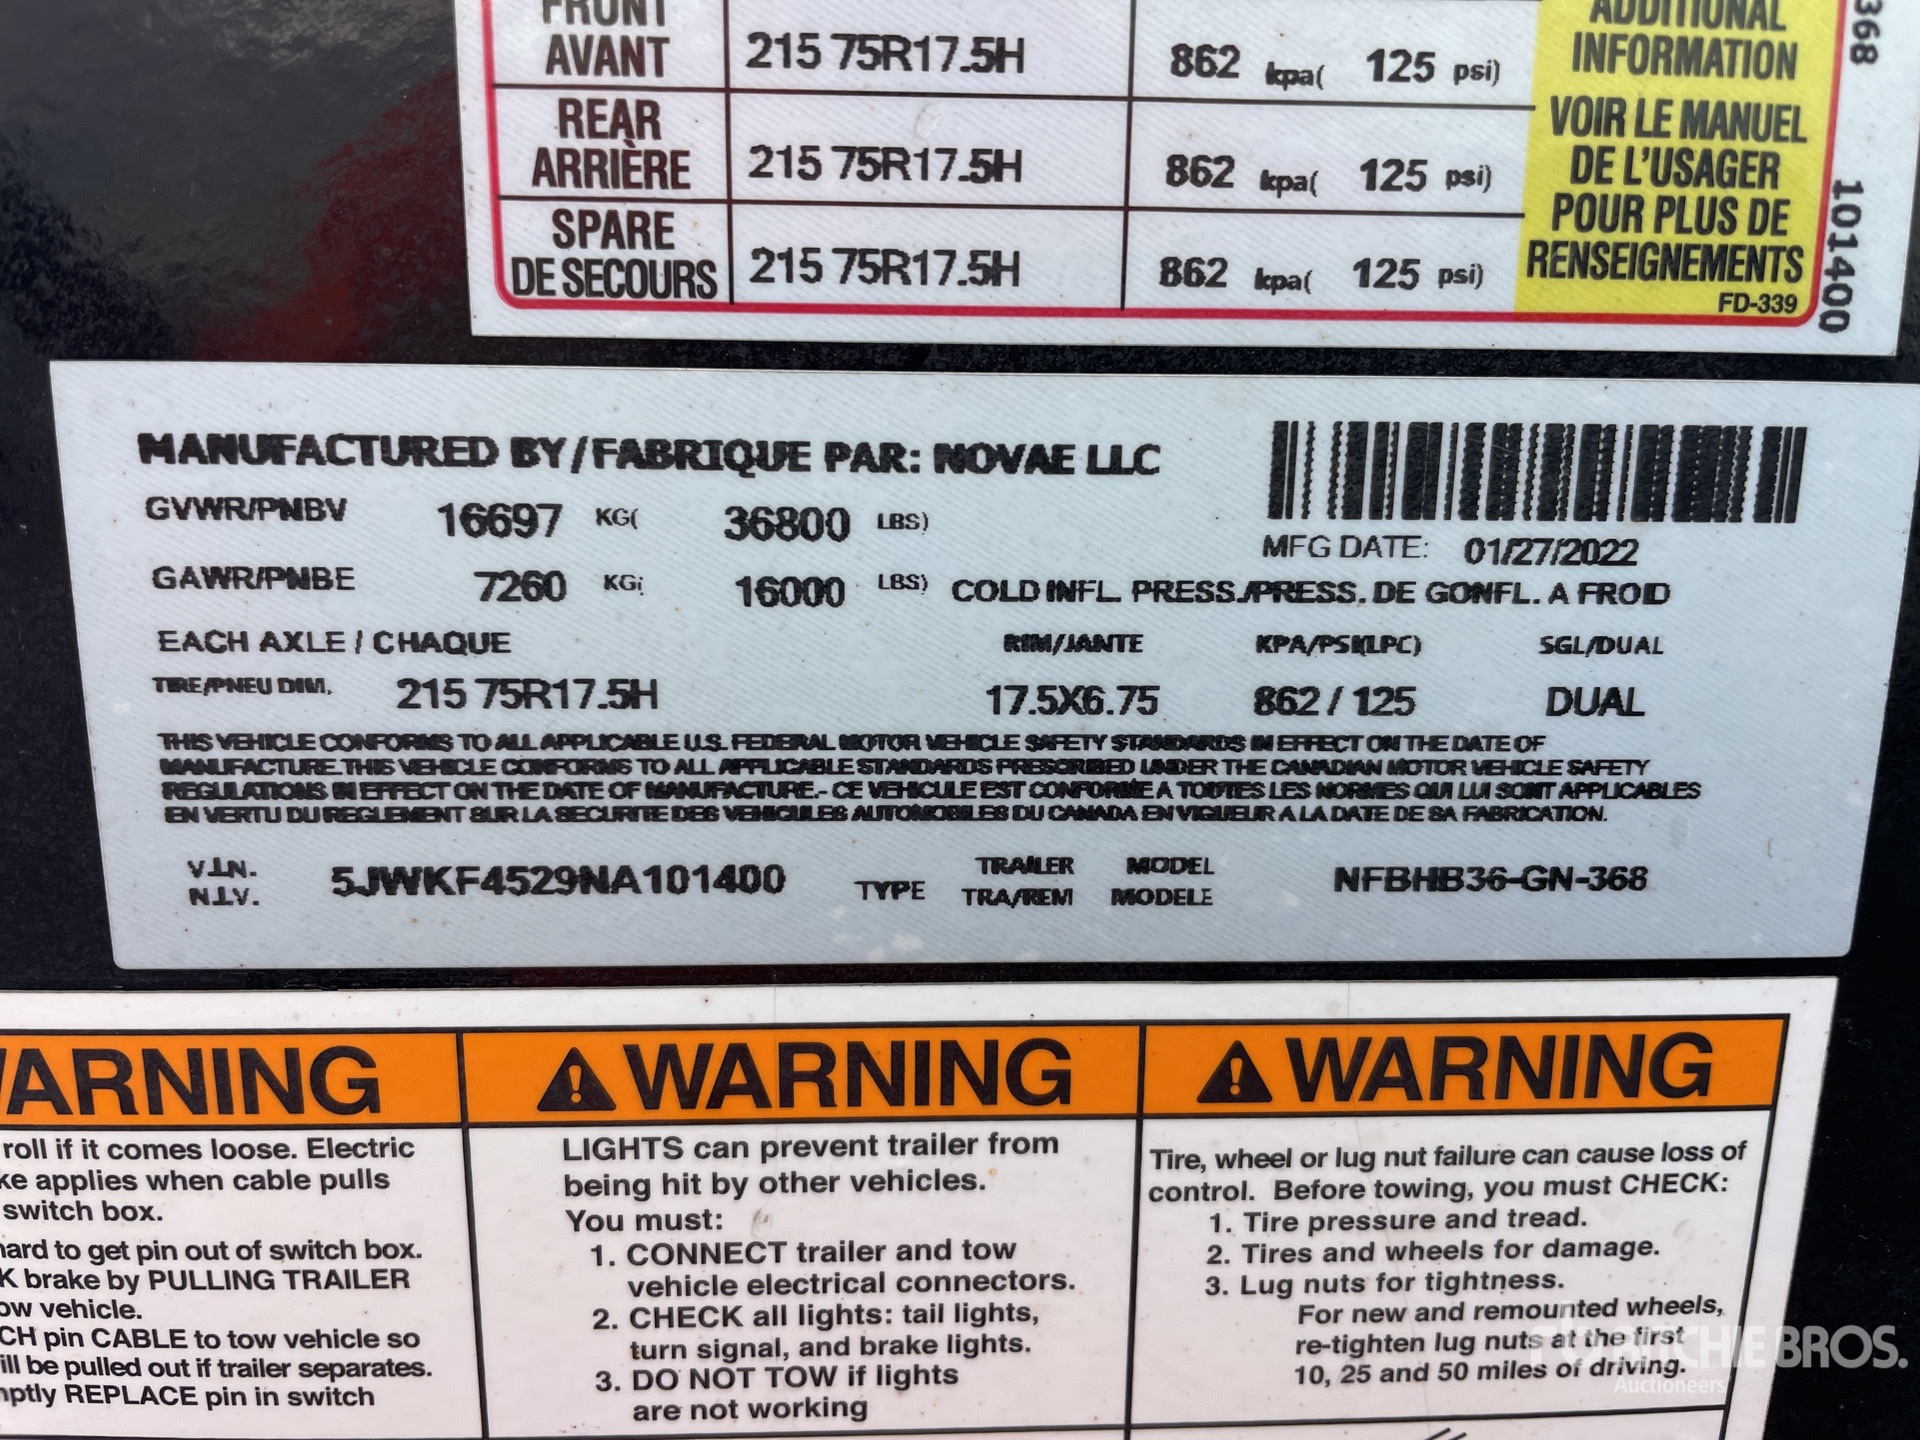 FRONT
AVANT 215 75R17.5H 862 kpa( 125 psi)
REAR
ARRIÈRE 215 75R17.5H 862 kpa( 125 psi)
SPARE
DE SECOURS 215 75R17.5H 862 kpa( 125 psi)
ADDITIONAL
INFORMATION
VOIR LE MANUEL
DE L'USAGER
POUR PLUS DE
RENSEIGNEMENTS
FD-339
368 101400
MANUFACTURED BY/FABRIQUE PAR: NOVAE LLC
GVWR/PNBV 16697 KG( 36800 LBS)
MFG DATE: 01/27/2022
GAWR/PNBE 7260 KG( 16000 LBS) COLD INFL. PRESS./PRESS. DE GONFL. A FROID
EACH AXLE / CHAQUE RIM/JANTE KPA/PSI(LPC) SGL/DUAL
TIRE/PNEU DIM. 215 75R17.5H 17.5X6.75 862 / 125 DUAL
THIS VEHICLE CONFORMS TO ALL APPLICABLE U.S. FEDERAL MOTOR VEHICLE SAFETY STANDARDS IN EFFECT ON THE DATE OF
MANUFACTURE.THIS VEHICLE CONFORMS TO ALL APPLICABLE STANDARDS PRESCRIBED UNDER THE CANADIAN MOTOR VEHICLE SAFETY
REGULATIONS IN EFFECT ON THE DATE OF MANUFACTURE.- CE VEHICULE EST CONFORME A TOUTES LES NORMES QUI LUI SONT APPLICABLES
EN VERTU DU REGLEMENT SUR LA SECURITE DES VEHICULES AUTOMOBILES DU CANADA EN VIGUEUR A LA DATE DE SA FABRICATION.
V.I.N. 5JWKF4529NA101400 TYPE TRAILER MODEL NFBHB36-GN-368
N.I.V. TRA/REM MODELE
WARNING
roll if it comes loose. Electric
ke applies when cable pulls
switch box.
hard to get pin out of switch box.
K brake by PULLING TRAILER
ow vehicle.
CH pin CABLE to tow vehicle so
ill be pulled out if trailer separates.
mptly REPLACE pin in switch
WARNING
LIGHTS can prevent trailer from
being hit by other vehicles.
You must:
1. CONNECT trailer and tow
vehicle electrical connectors.
2. CHECK all lights: tail lights,
turn signal, and brake lights.
3. DO NOT TOW if lights
are not working
WARNING
Tire, wheel or lug nut failure can cause loss of
control. Before towing, you must CHECK:
1. Tire pressure and tread.
2. Tires and wheels for damage.
3. Lug nuts for tightness.
For new and remounted wheels,
re-tighten lug nuts at the first
10, 25 and 50 miles of driving.
RITCHIE BROS.
Auctioneers